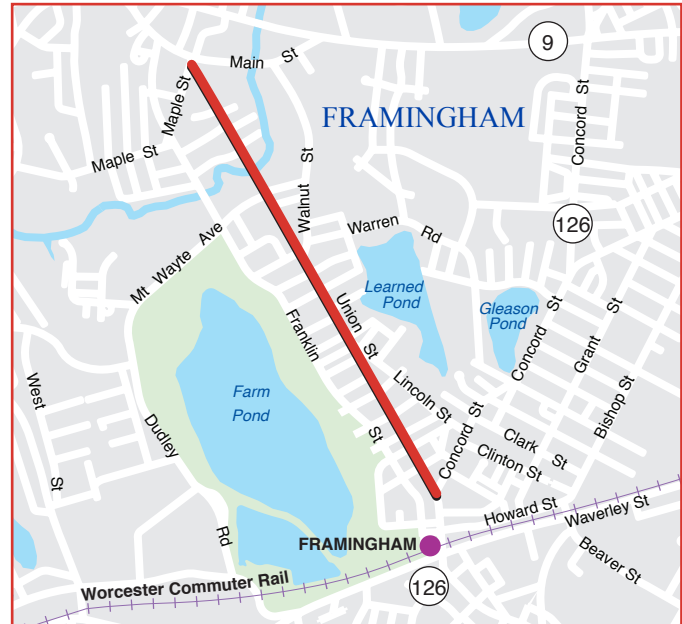 Main St
9
Maple St
FRAMINGHAM
Concord St
Maple St
Walnut St
126
Warren Rd
Mt Wayte Ave
Learned
Pond
Gleason
Pond
Union St
Franklin St
Concord St
Grant St
Farm
Pond
Lincoln St
Bishop St
West St
Dudley Rd
Concord St
Clark St
Clinton St
Howard St
Waverley St
FRAMINGHAM
Beaver St
Worcester Commuter Rail
126